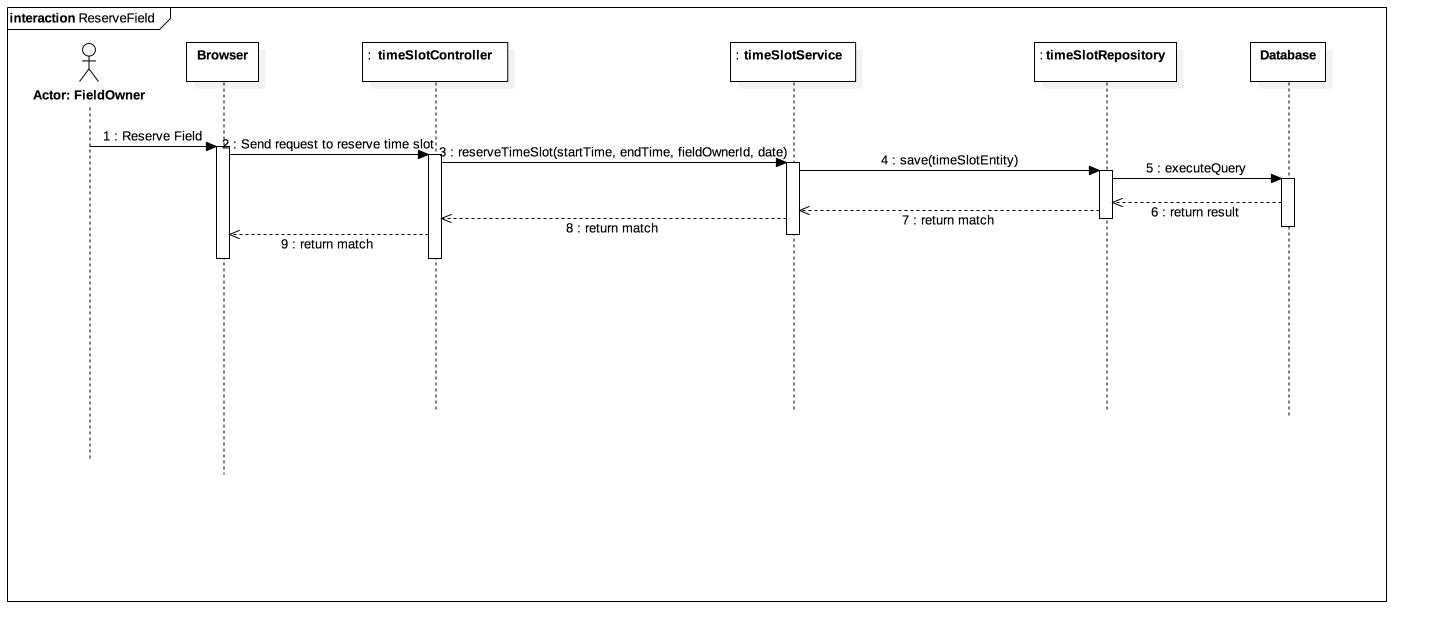 interaction ReserveField
Actor: FieldOwner
Browser
: timeSlotController
: timeSlotService
: timeSlotRepository
Database
1 : Reserve Field
2 : Send request to reserve time slot
3 : reserveTimeSlot(startTime, endTime, fieldOwnerId, date)
4 : save(timeSlotEntity)
5 : executeQuery
6 : return result
7 : return match
8 : return match
9 : return match